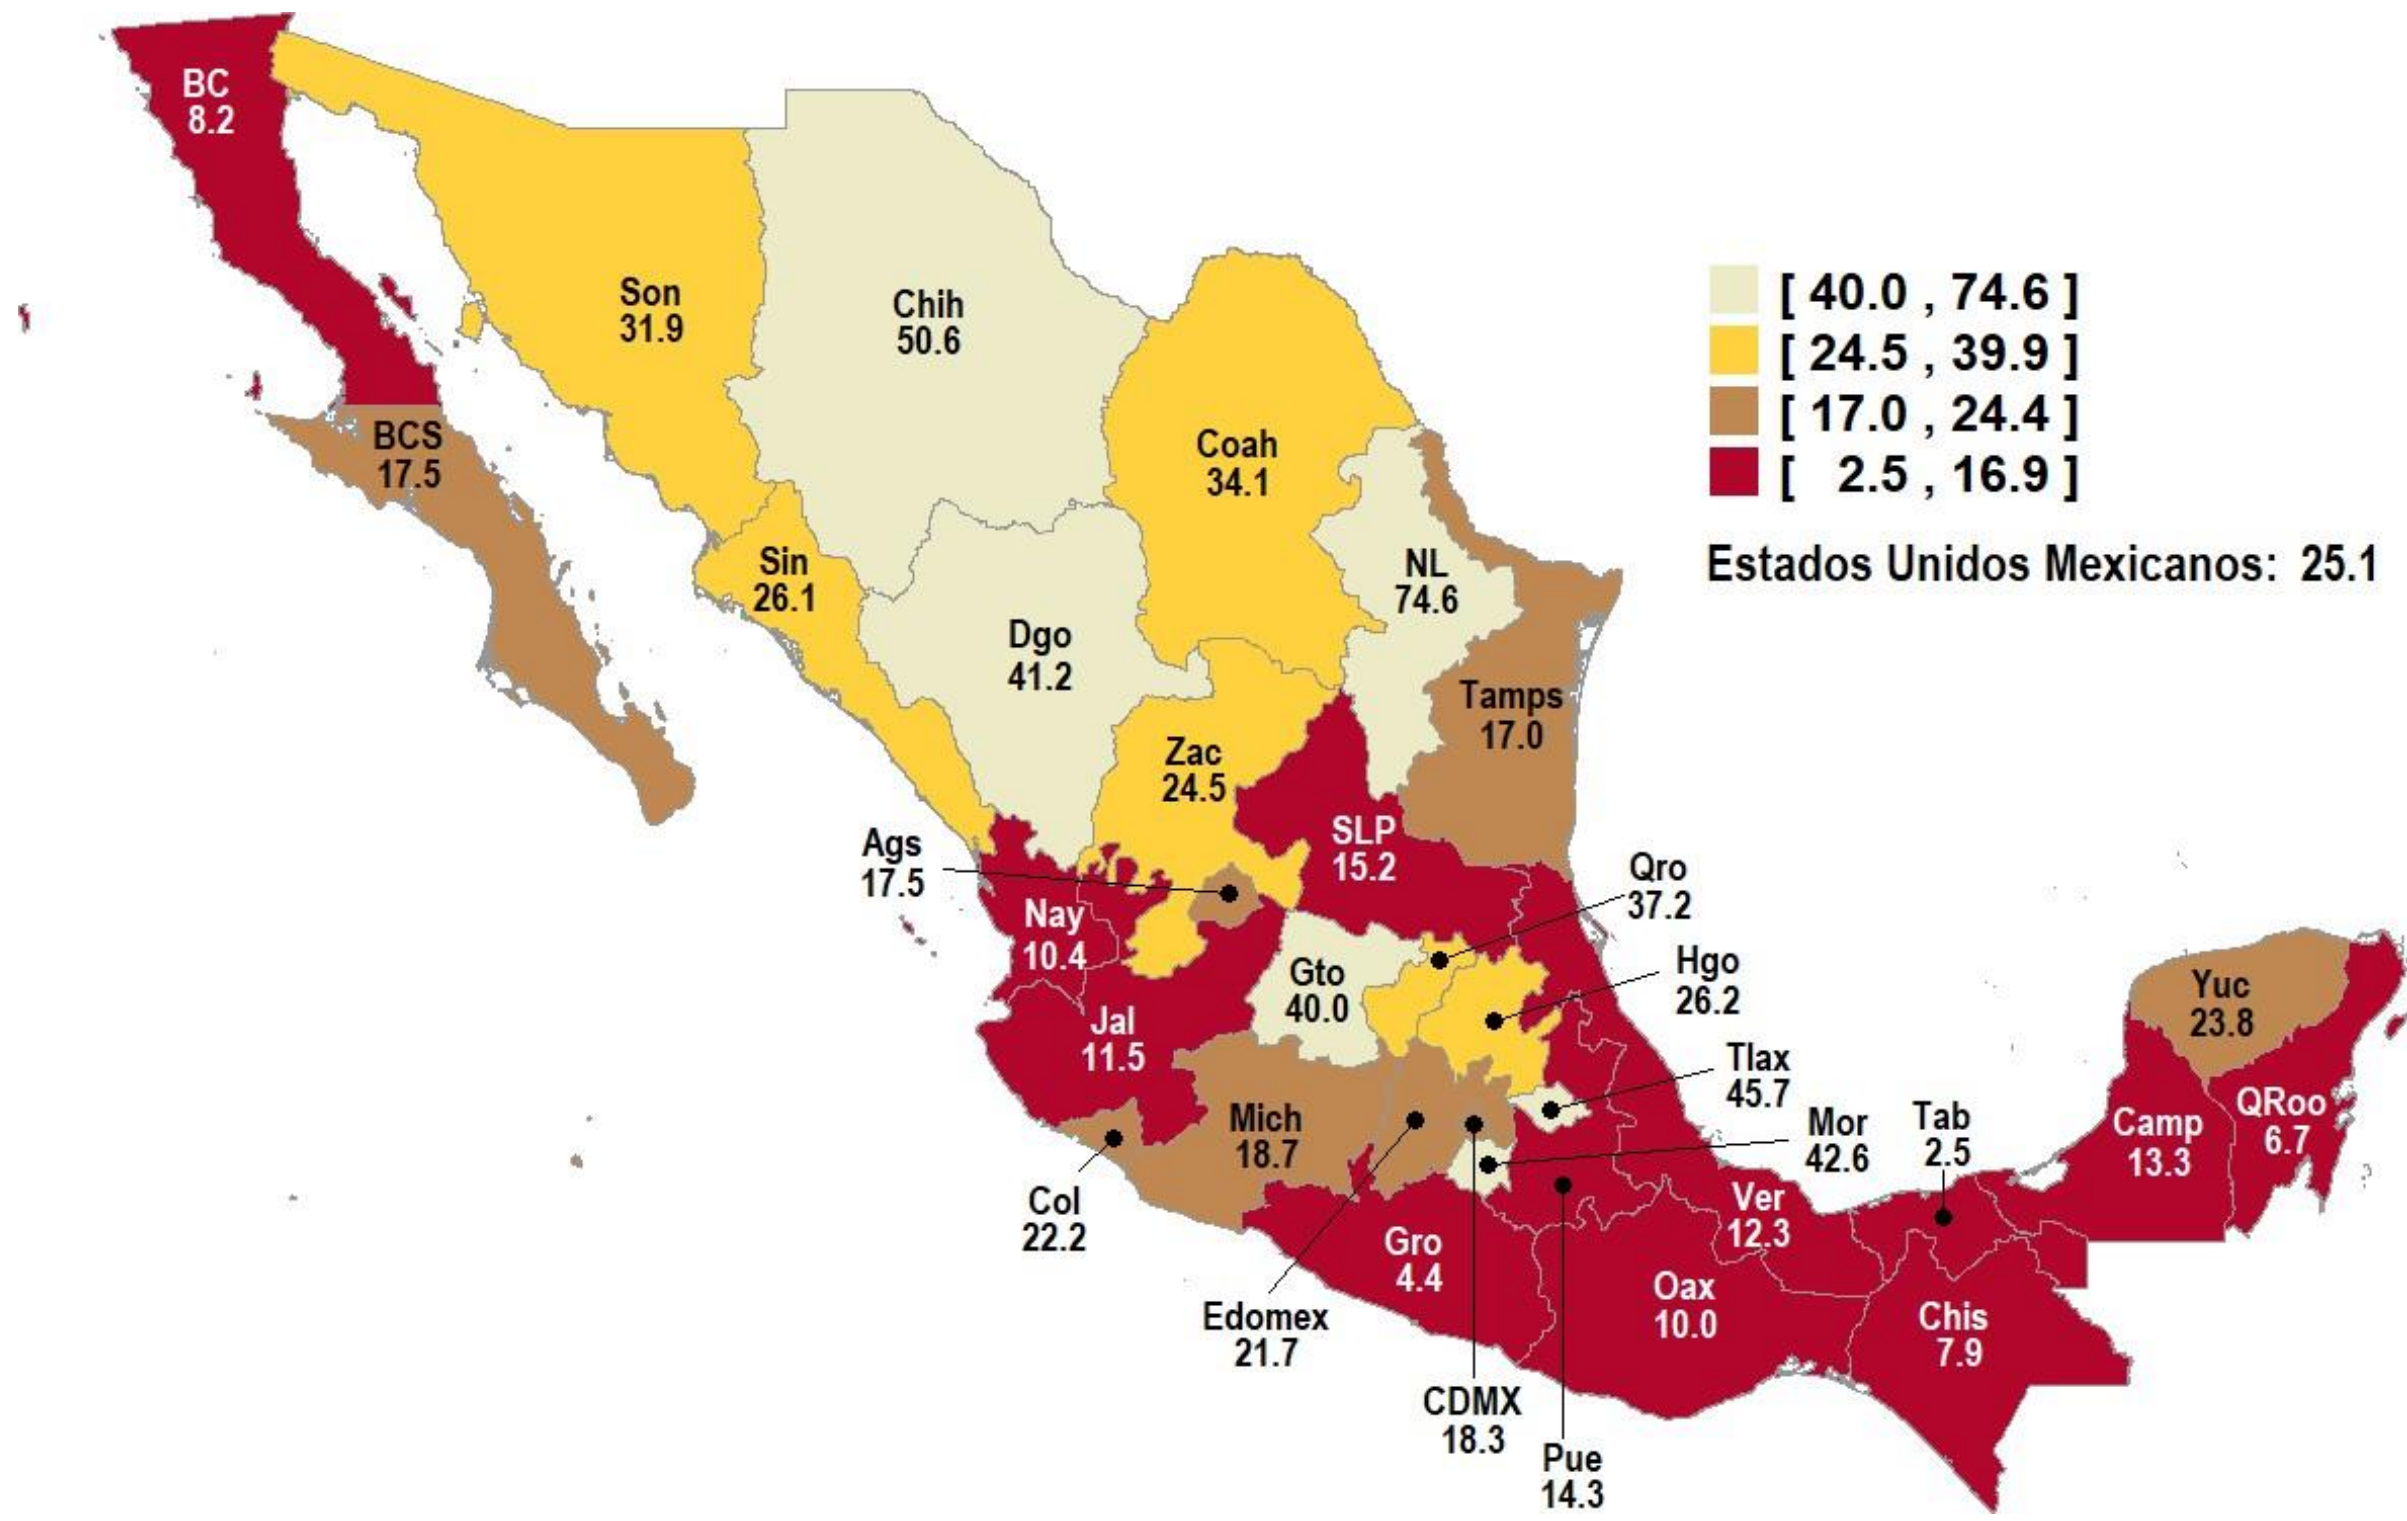 BC
8.2
Son
31.9
Chih
50.6
[ 40.0 , 74.6 ]
[ 24.5 , 39.9 ]
[ 17.0 , 24.4 ]
[ 2.5 , 16.9 ]
Estados Unidos Mexicanos: 25.1
BCS
17.5
Coah
34.1
Sin
26.1
NL
74.6
Dgo
41.2
Tamps
17.0
Zac
24.5
Ags
17.5
SLP
15.2
Qro
37.2
Nay
10.4
Gto
40.0
Hgo
26.2
Yuc
23.8
Jal
11.5
Tlax
45.7
Mich
18.7
Mor
42.6
Tab
2.5
Camp
13.3
QRoo
6.7
Col
22.2
Ver
12.3
Gro
4.4
Oax
10.0
Edomex
21.7
Chis
7.9
CDMX
18.3
Pue
14.3